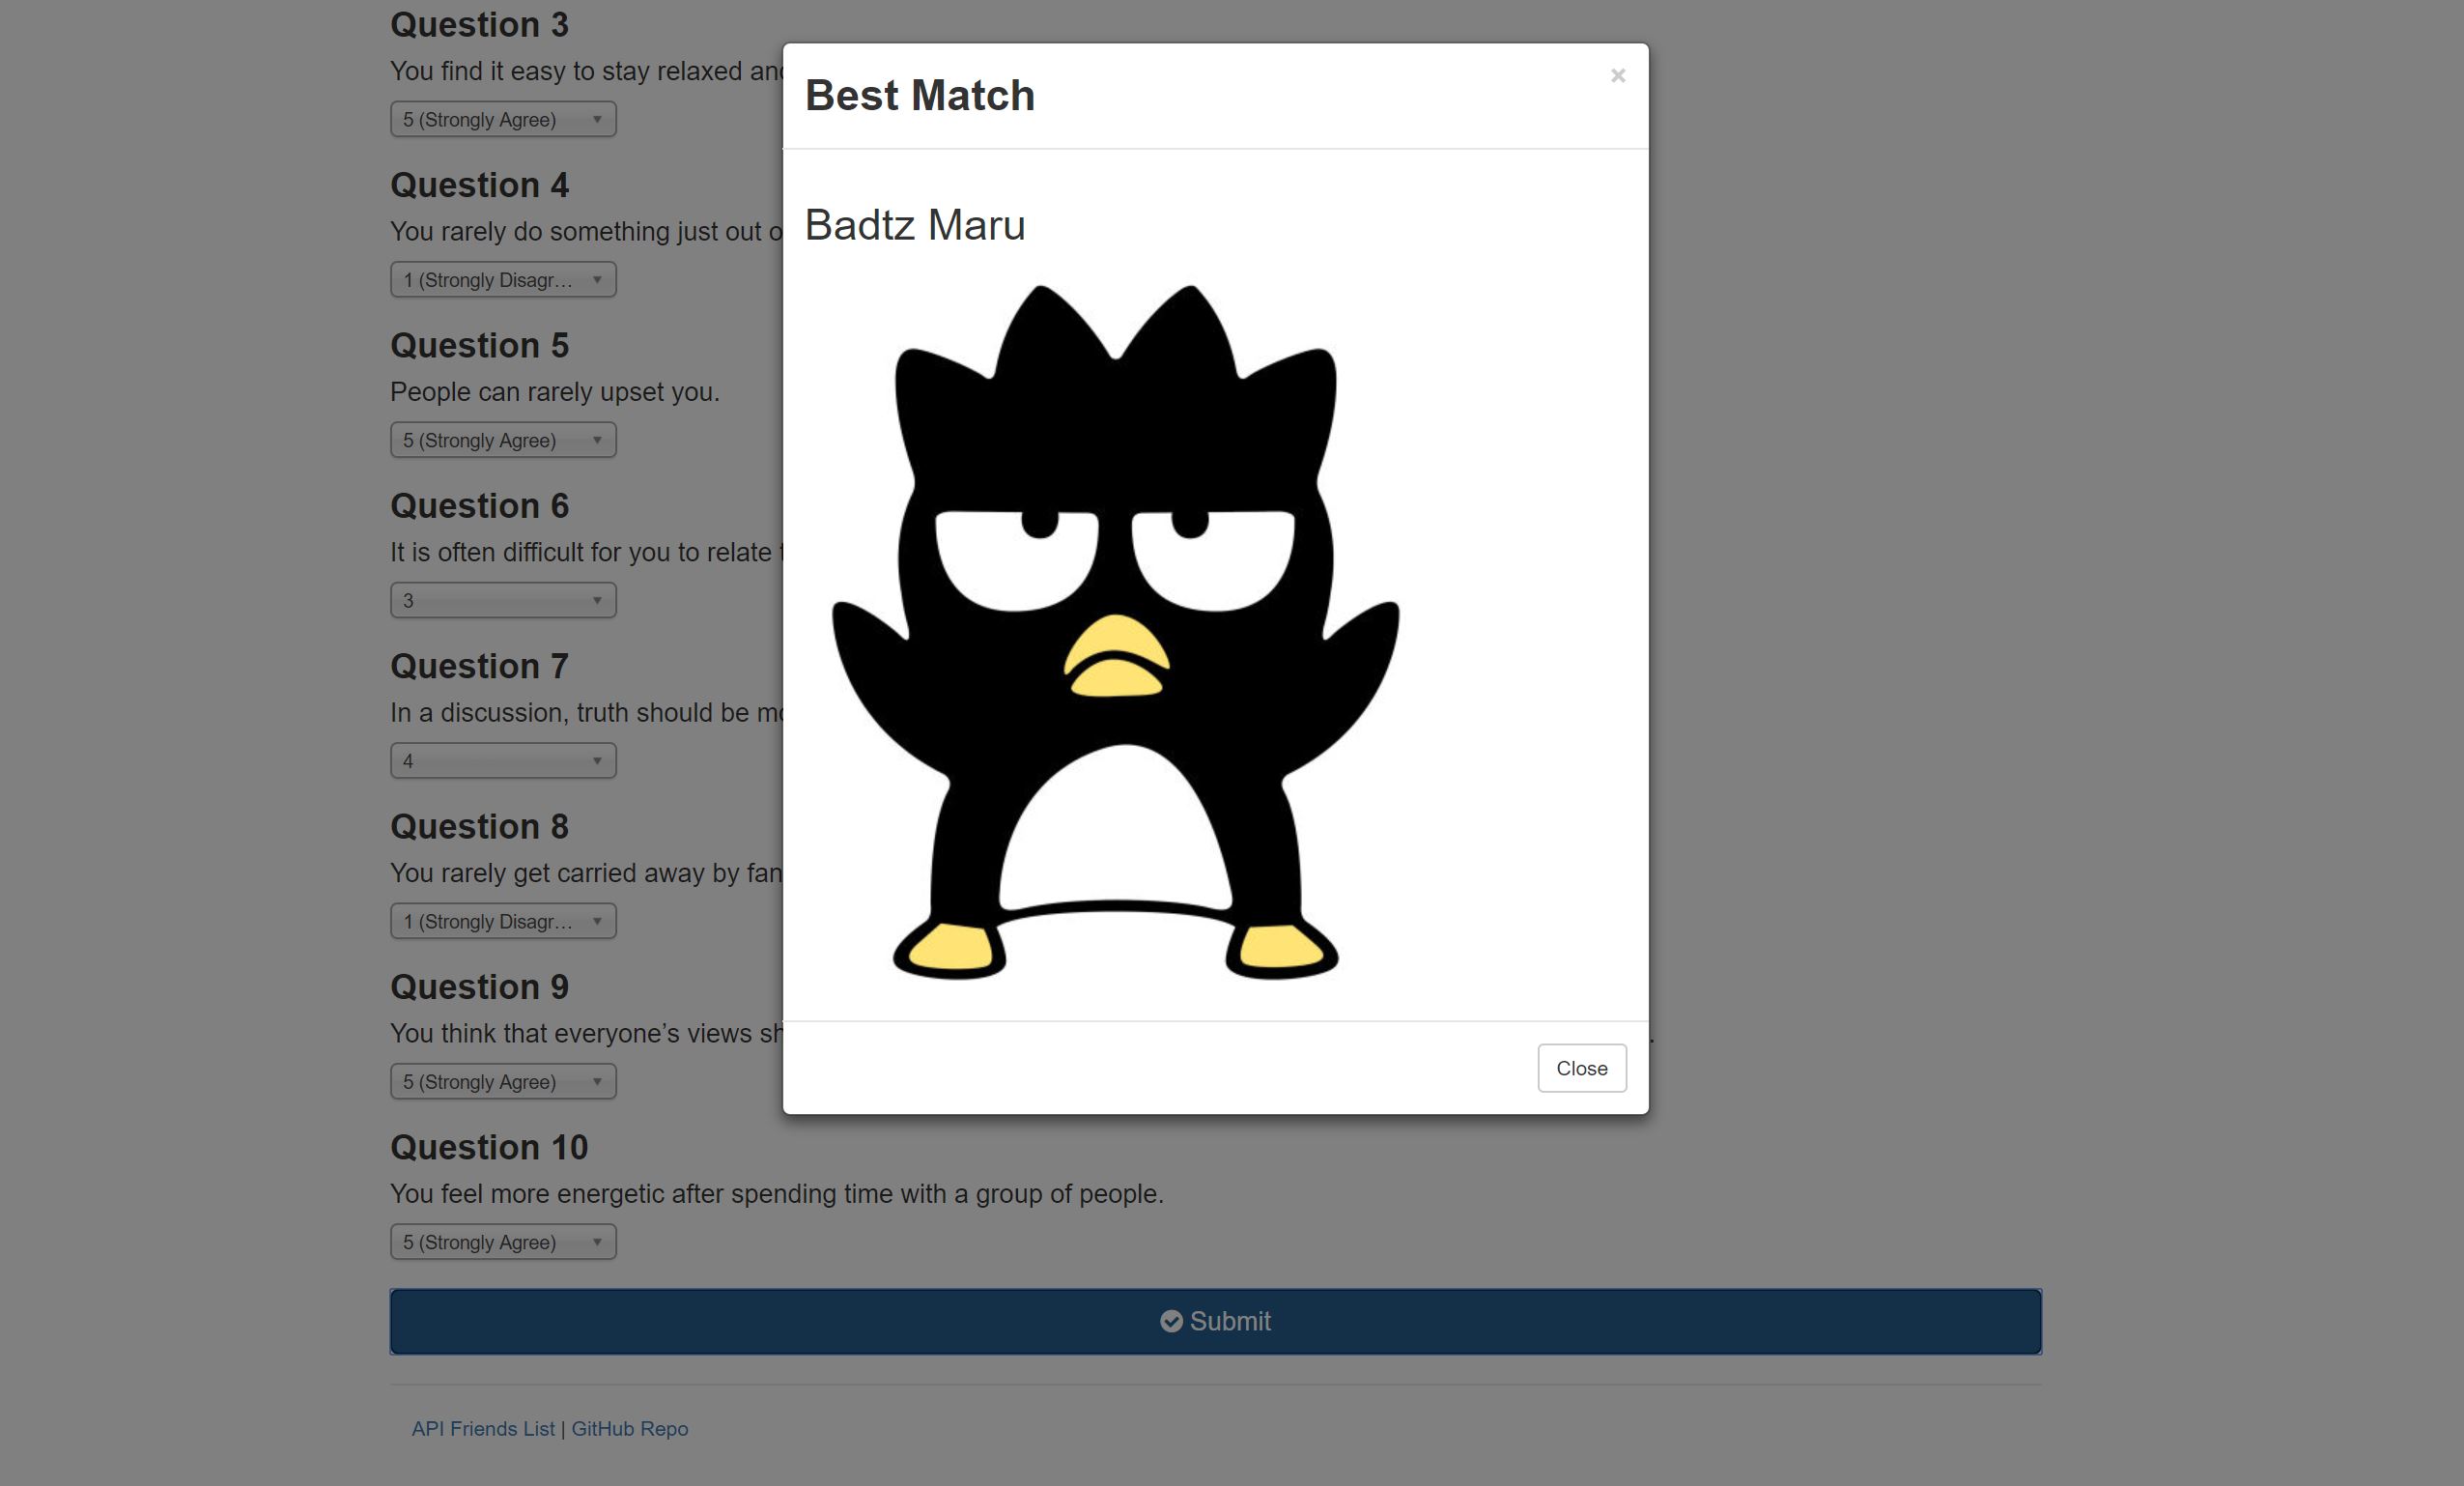 Question 3
You find it easy to stay relaxed and
5 (Strongly Agree)
Question 4
You rarely do something just out o
1 (Strongly Disagr…
Question 5
People can rarely upset you.
5 (Strongly Agree)
Question 6
It is often difficult for you to relate
3
Question 7
In a discussion, truth should be
4
Question 8
You rarely get carried away by fan
1 (Strongly Disagr…
Question 9
You think that everyone’s views sh
5 (Strongly Agree)
Question 10
You feel more energetic after spending time with a group of people.
5 (Strongly Agree)
Submit
API Friends List | GitHub Repo
Best Match
×
Badtz Maru
Close